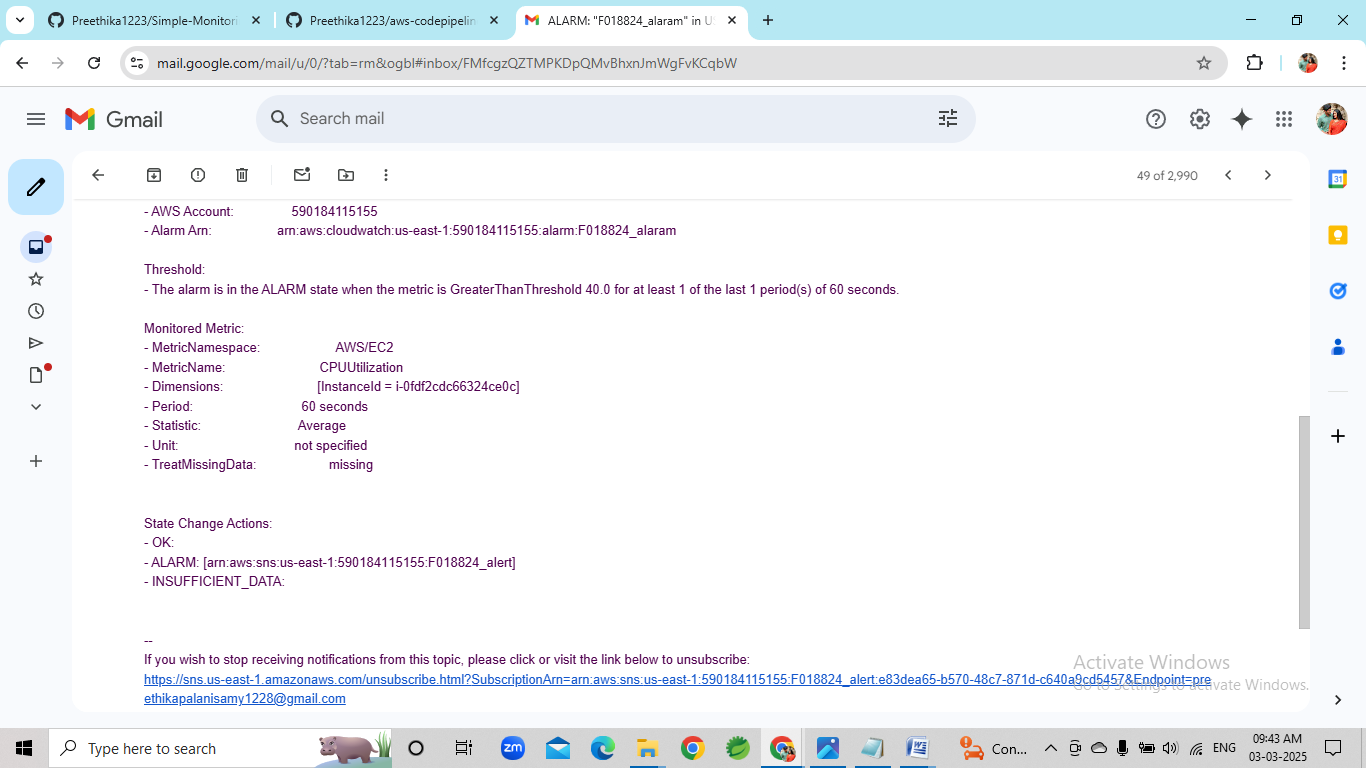 Preethika1223/Simple-Monitori
Preethika1223/aws-codepipelin
ALARM: "F018824_alaram" in U
mail.google.com/mail/u/0/?tab=rm&ogbl#inbox/FMfcgzQZTMPKDpQMvBhxnJmWgFvKCqbW
Gmail
Search mail
49 of 2,990
- AWS Account: 590184115155
- Alarm Arn: arn:aws:cloudwatch:us-east-1:590184115155:alarm:F018824_alaram
Threshold:
- The alarm is in the ALARM state when the metric is GreaterThanThreshold 40.0 for at least 1 of the last 1 period(s) of 60 seconds.
Monitored Metric:
- MetricNamespace: AWS/EC2
- MetricName: CPUUtilization
- Dimensions: [InstanceId = i-0fdf2cdc66324ce0c]
- Period: 60 seconds
- Statistic: Average
- Unit: not specified
- TreatMissingData: missing
State Change Actions:
- OK:
- ALARM: [arn:aws:sns:us-east-1:590184115155:F018824_alert]
- INSUFFICIENT_DATA:
--
If you wish to stop receiving notifications from this topic, please click or visit the link below to unsubscribe:
https://sns.us-east-1.amazonaws.com/unsubscribe.html?SubscriptionArn=arn:aws:sns:us-east-1:590184115155:F018824_alert:e83dea65-b570-48c7-871d-c640a9cd5457&Endpoint=pre
ethikapalanisamy1228@gmail.com
Activate Windows
Go to Settings to activate Windows.
31
Type here to search
zm
Con...
ENG
09:43 AM
03-03-2025